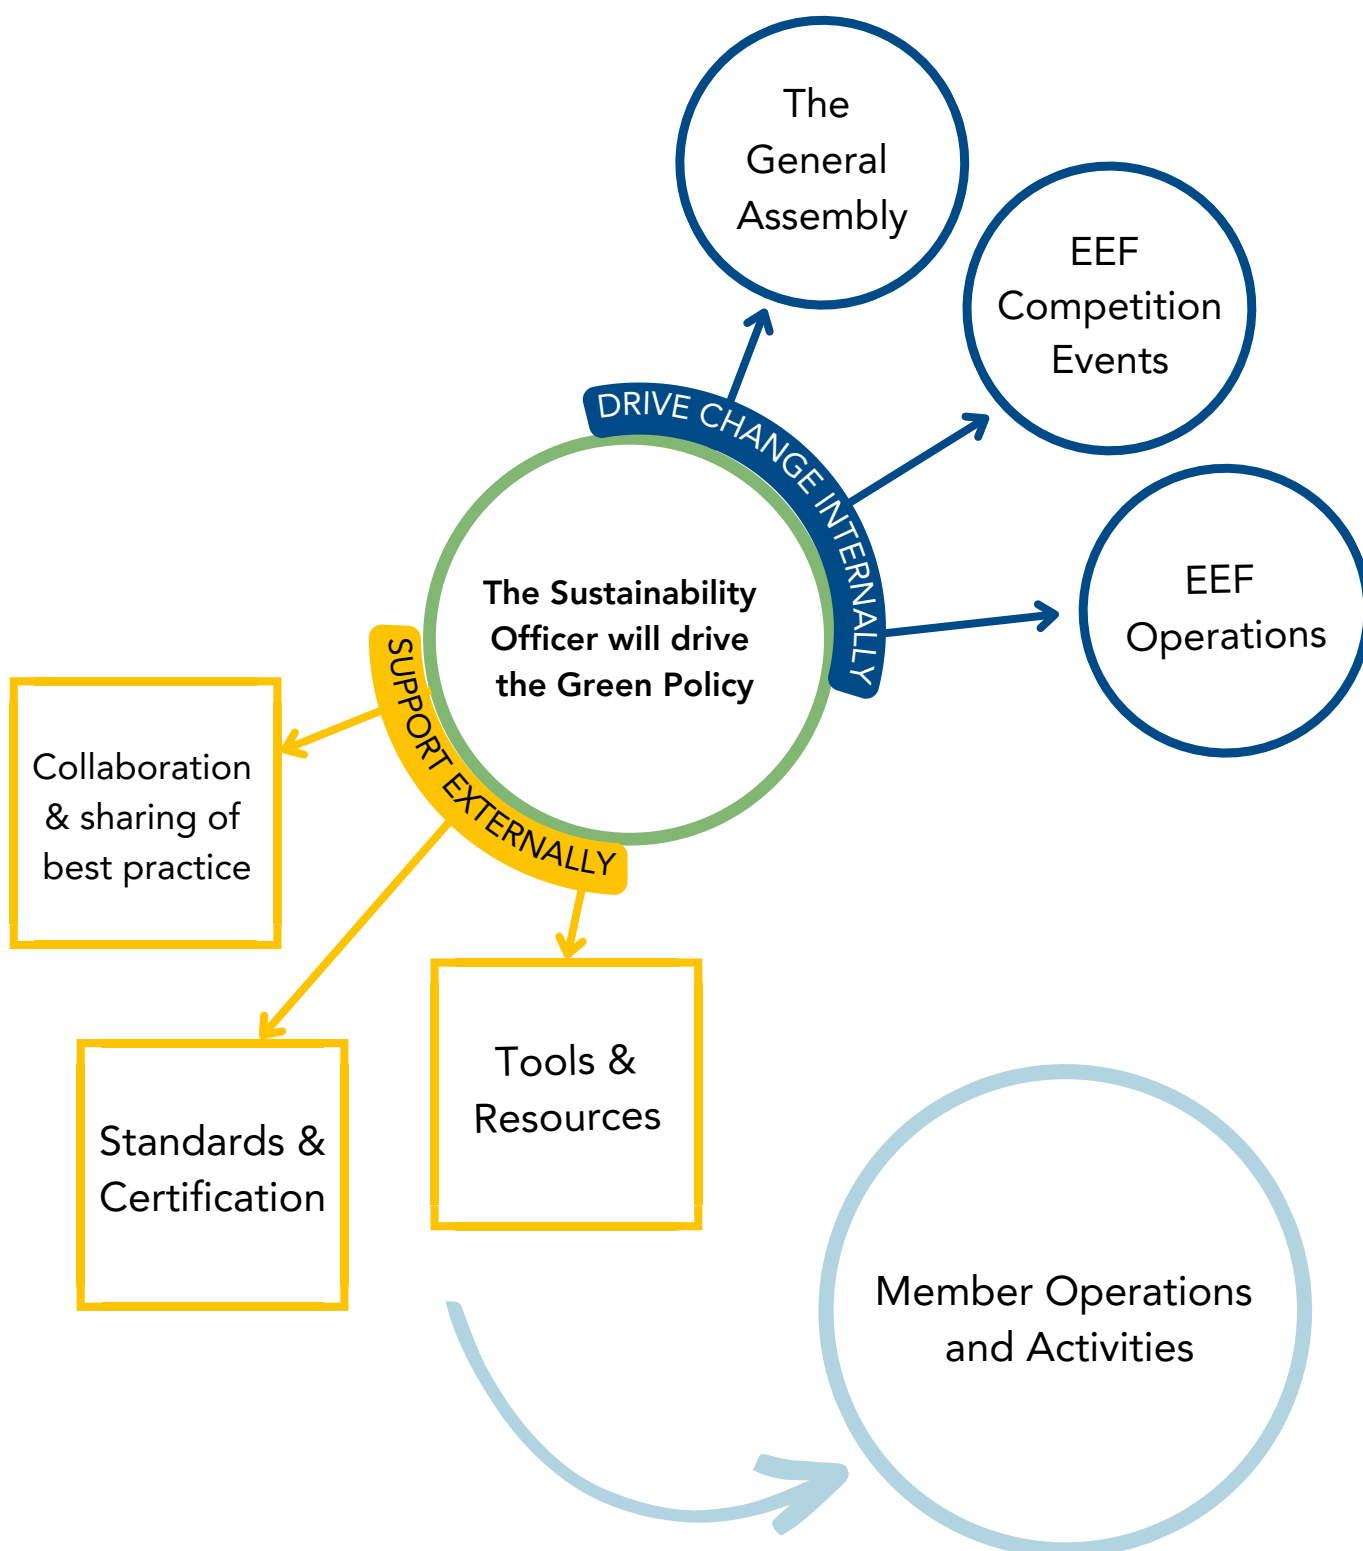 The
General
Assembly
EEF
Competition
Events
DRIVE CHANGE INTERNALLY
EEF
Operations
The Sustainability
Officer will drive
the Green Policy
SUPPORT EXTERNALLY
Collaboration
& sharing of
best practice
Tools &
Resources
Standards &
Certification
Member Operations
and Activities